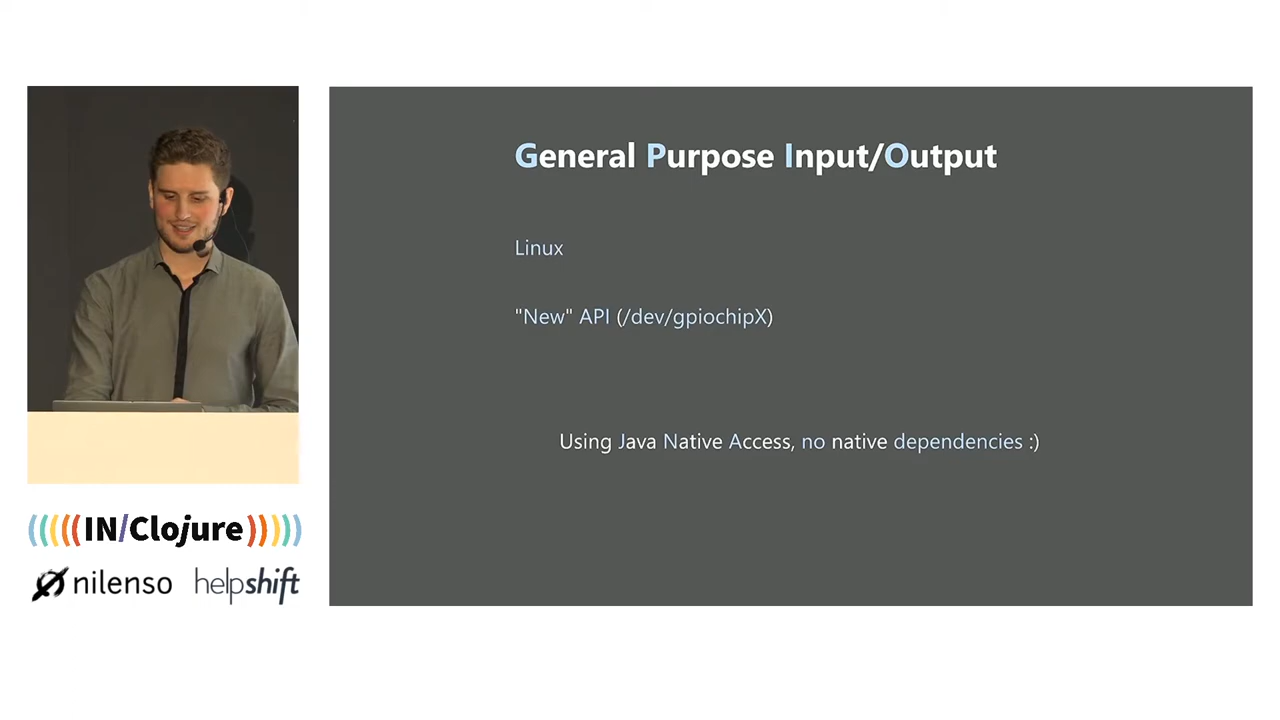 General Purpose Input/Output
Linux
"New" API (/dev/gpiochipX)
Using Java Native Access, no native dependencies :)
(((((IN/Clojure)))))
nilenso helpshift